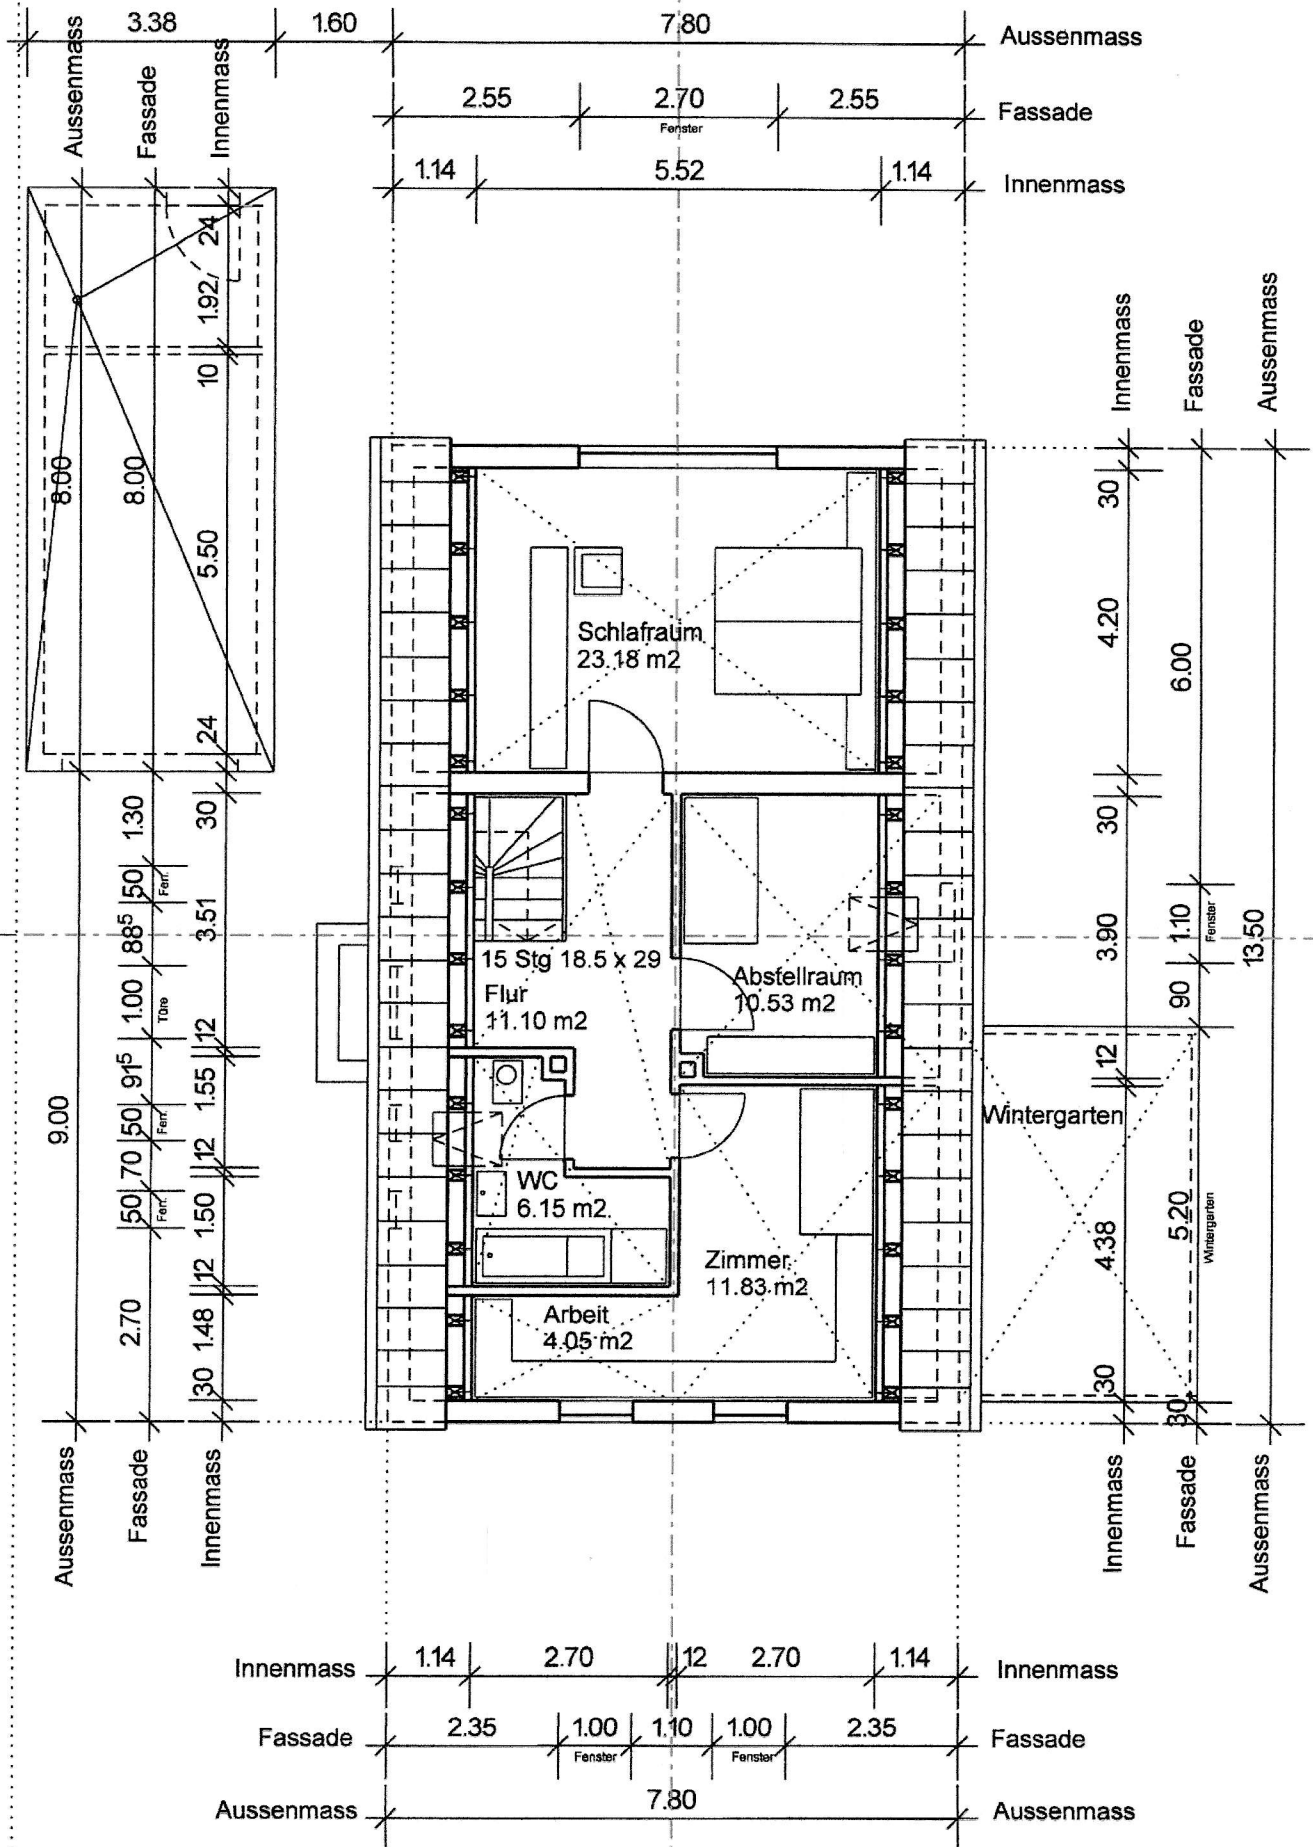 3.38
1.60
7.80
Aussenmass
2.55
2.70
2.55
Fassade
Fenster
1.14
5.52
1.14
Innenmass
Aussenmass
Fassade
Innenmass
24
1.92
10
8.00
8.00
5.50
24
Innenmass
Fassade
Aussenmass
30
4.20
6.00
30
3.90
1.10
Fenster
13.50
90
12
4.38
5.20
Wintergarten
30
30
Innenmass
Fassade
Aussenmass
1.30
30
50
Fen.
88⁵
3.51
1.00
Türe
12
91⁵
1.55
50
Fen.
9.00
70
12
50
Fen.
1.50
12
2.70
1.48
30
Aussenmass
Fassade
Innenmass
Schlafraum
23.18 m2
15 Stg 18.5 x 29
Flur
11.10 m2
Abstellraum
10.53 m2
Wintergarten
WC
6.15 m2
Zimmer
11.83 m2
Arbeit
4.05 m2
Innenmass
1.14
2.70
12
2.70
1.14
Innenmass
Fassade
2.35
1.00
1.10
1.00
2.35
Fassade
Fenster
Fenster
Aussenmass
7.80
Aussenmass